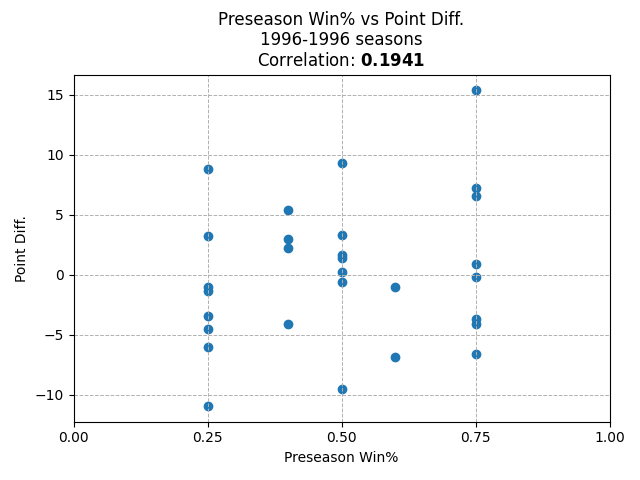 Preseason Win% vs Point Diff.
1996-1996 seasons
Correlation: 0.1941
15
10
5
0
−5
−10
Point Diff.
0.00 0.25 0.50 0.75 1.00
Preseason Win%